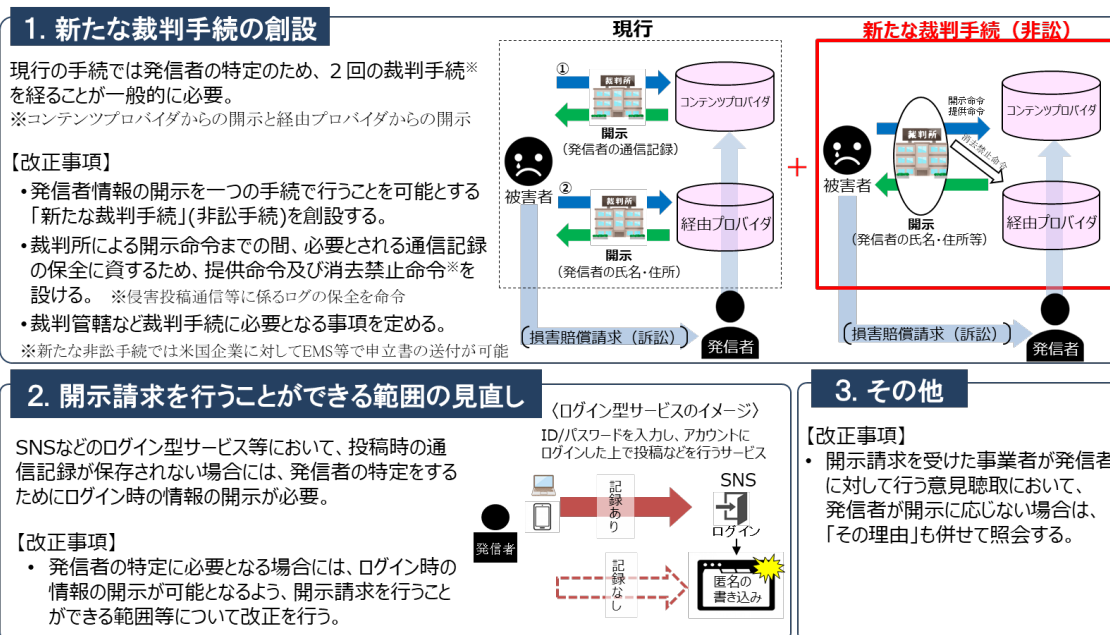 1. 新たな裁判手続の創設
現行の手続では発信者の特定のため、２回の裁判手続※
を経ることが一般的に必要。
※コンテンツプロバイダからの開示と経由プロバイダからの開示
【改正事項】
・発信者情報の開示を一つの手続で行うことを可能とする
「新たな裁判手続」(非訟手続)を創設する。
・裁判所による開示命令までの間、必要とされる通信記録
の保全に資するため、提供命令及び消去禁止命令※を
設ける。 ※侵害投稿通信等に係るログの保全を命令
・裁判管轄など裁判手続に必要となる事項を定める。
※新たな非訟手続では米国企業に対してEMS等で申立書の送付が可能
現行
①
裁判所
コンテンツプロバイダ
開示
（発信者の通信記録）
被害者
②
裁判所
経由プロバイダ
開示
（発信者の氏名・住所）
損害賠償請求（訴訟）
発信者
+
新たな裁判手続（非訟）
開示命令
提供命令
コンテンツプロバイダ
裁判所
消去禁止命令
被害者
経由プロバイダ
開示
（発信者の氏名・住所等）
損害賠償請求（訴訟）
発信者
2. 開示請求を行うことができる範囲の見直し
SNSなどのログイン型サービス等において、投稿時の通
信記録が保存されない場合には、発信者の特定をする
ためにログイン時の情報の開示が必要。
【改正事項】
・ 発信者の特定に必要となる場合には、ログイン時の
情報の開示が可能となるよう、開示請求を行うこと
ができる範囲等について改正を行う。
〈ログイン型サービスのイメージ〉
ID/パスワードを入力し、アカウントに
ログインした上で投稿などを行うサービス
発信者
記録あり
SNS
ログイン
記録なし
匿名の
書き込み
3. その他
【改正事項】
・ 開示請求を受けた事業者が発信者
に対して行う意見聴取において、
発信者が開示に応じない場合は、
「その理由」も併せて照会する。